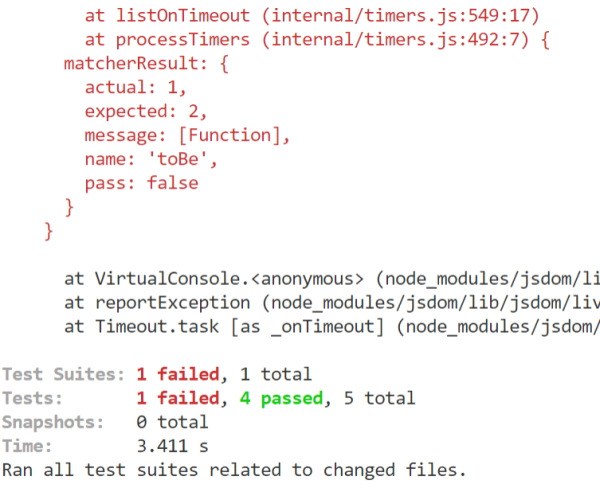 at listOnTimeout (internal/timers.js:549:17)
at processTimers (internal/timers.js:492:7) {
matcherResult: {
actual: 1,
expected: 2,
message: [Function],
name: 'toBe',
pass: false
}
}
at VirtualConsole.<anonymous> (node_modules/jsdom/li
at reportException (node_modules/jsdom/lib/jsdom/liv
at Timeout.task [as _onTimeout] (node_modules/jsdom/
Test Suites: 1 failed, 1 total
Tests: 1 failed, 4 passed, 5 total
Snapshots: 0 total
Time: 3.411 s
Ran all test suites related to changed files.